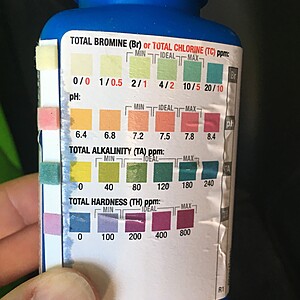 TOTAL BROMINE (Br) or TOTAL CHLORINE (TC) ppm:
MIN IDEAL MAX
0/0 1/0.5 2/1 4/2 10/5 20/10
Br
pH:
MIN IDEAL MAX
6.4 6.8 7.2 7.5 7.8 8.4
pH
TOTAL ALKALINITY (TA) ppm:
MIN IDEAL MAX
0 40 80 120 180 240
TOTAL HARDNESS (TH) ppm:
MIN IDEAL MAX
0 100 200 400 800
R1